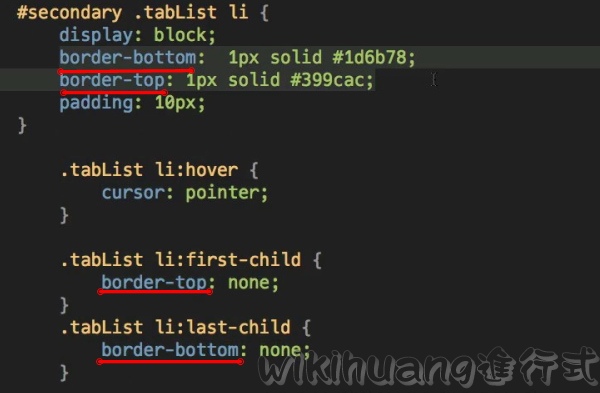 #secondary .tabList li {
display: block;
border-bottom:  1px solid #1d6b78;
border-top: 1px solid #399cac;
padding: 10px;
}
.tabList li:hover {
cursor: pointer;
}
.tabList li:first-child {
border-top: none;
}
.tabList li:last-child {
border-bottom: none;
}
wikihuang進行式